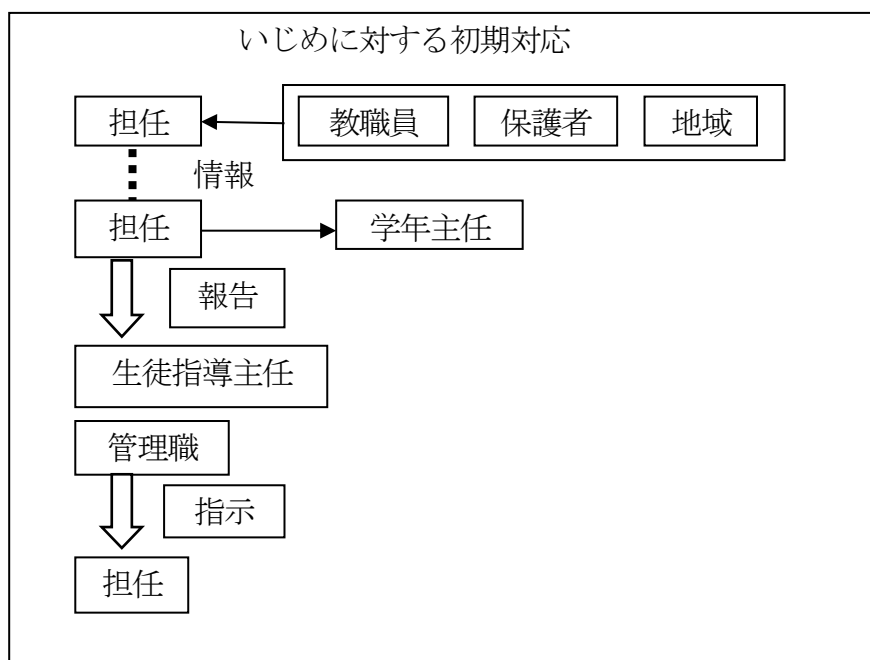 いじめに対する初期対応
担任 教職員 保護者 地域
情報
担任 学年主任
報告
生徒指導主任
管理職
指示
担任